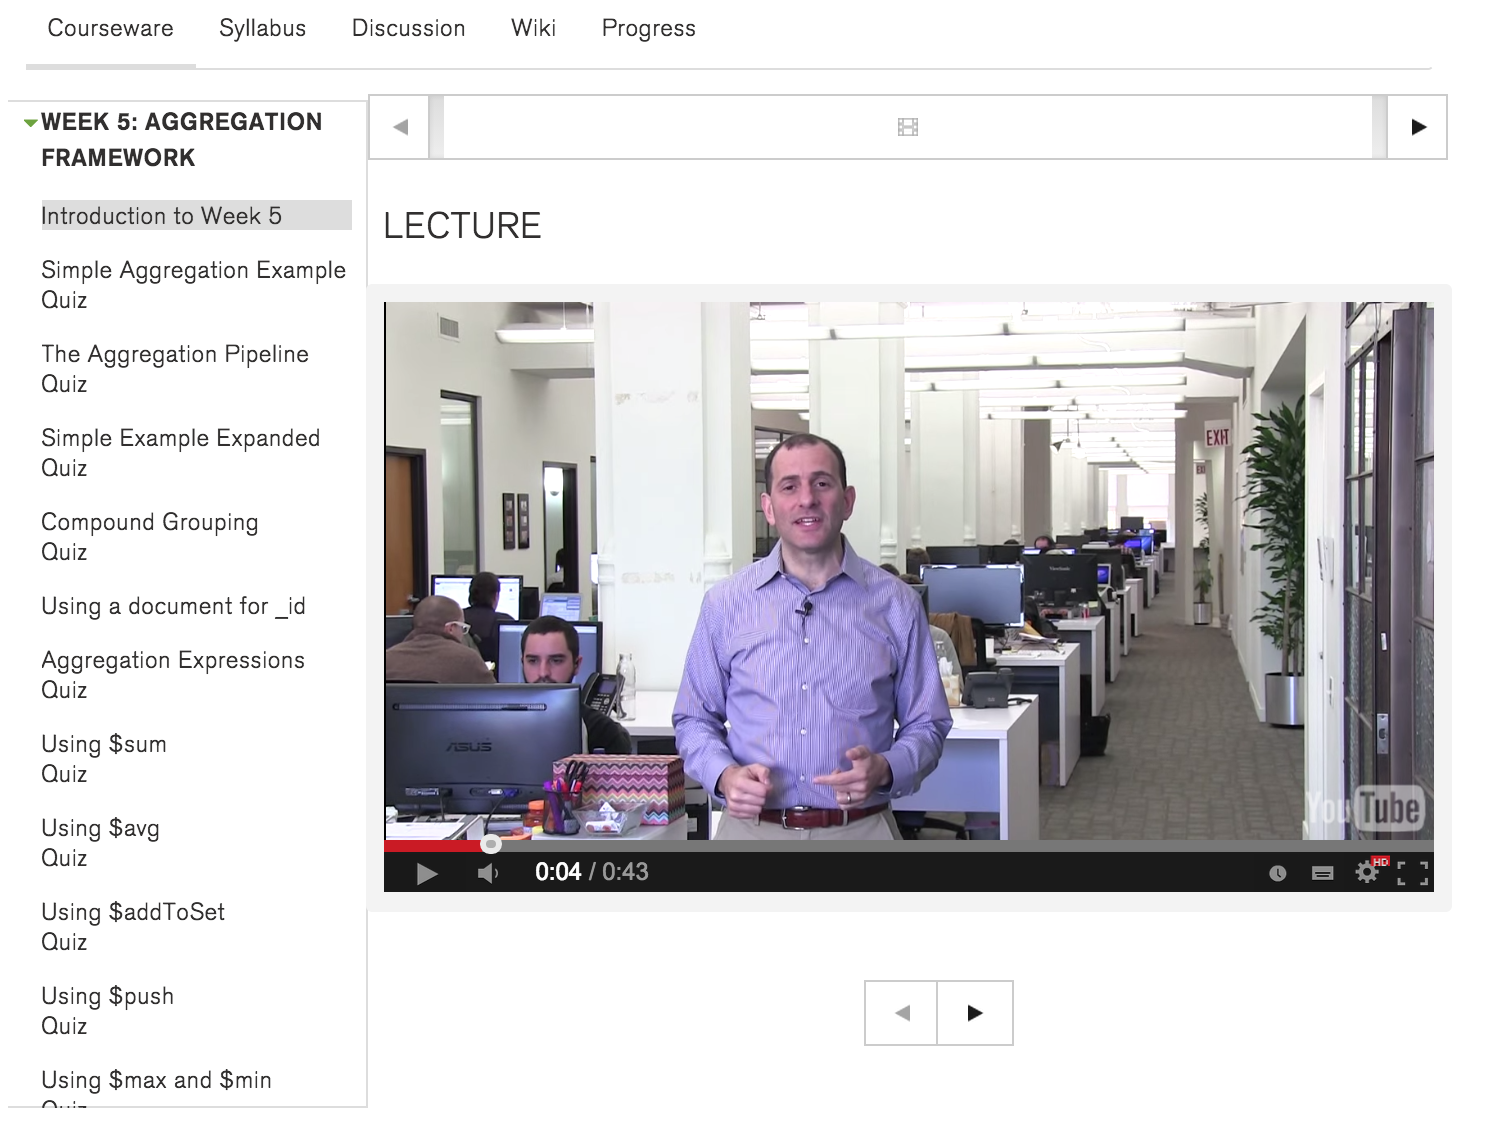 Courseware
Syllabus
Discussion
Wiki
Progress
WEEK 5: AGGREGATION
FRAMEWORK
Introduction to Week 5
Simple Aggregation Example
Quiz
The Aggregation Pipeline
Quiz
Simple Example Expanded
Quiz
Compound Grouping
Quiz
Using a document for _id
Aggregation Expressions
Quiz
Using $sum
Quiz
Using $avg
Quiz
Using $addToSet
Quiz
Using $push
Quiz
Using $max and $min
Quiz
LECTURE
EXIT
ViewSonic
ASUS
YouTube
0:04 / 0:43
HD